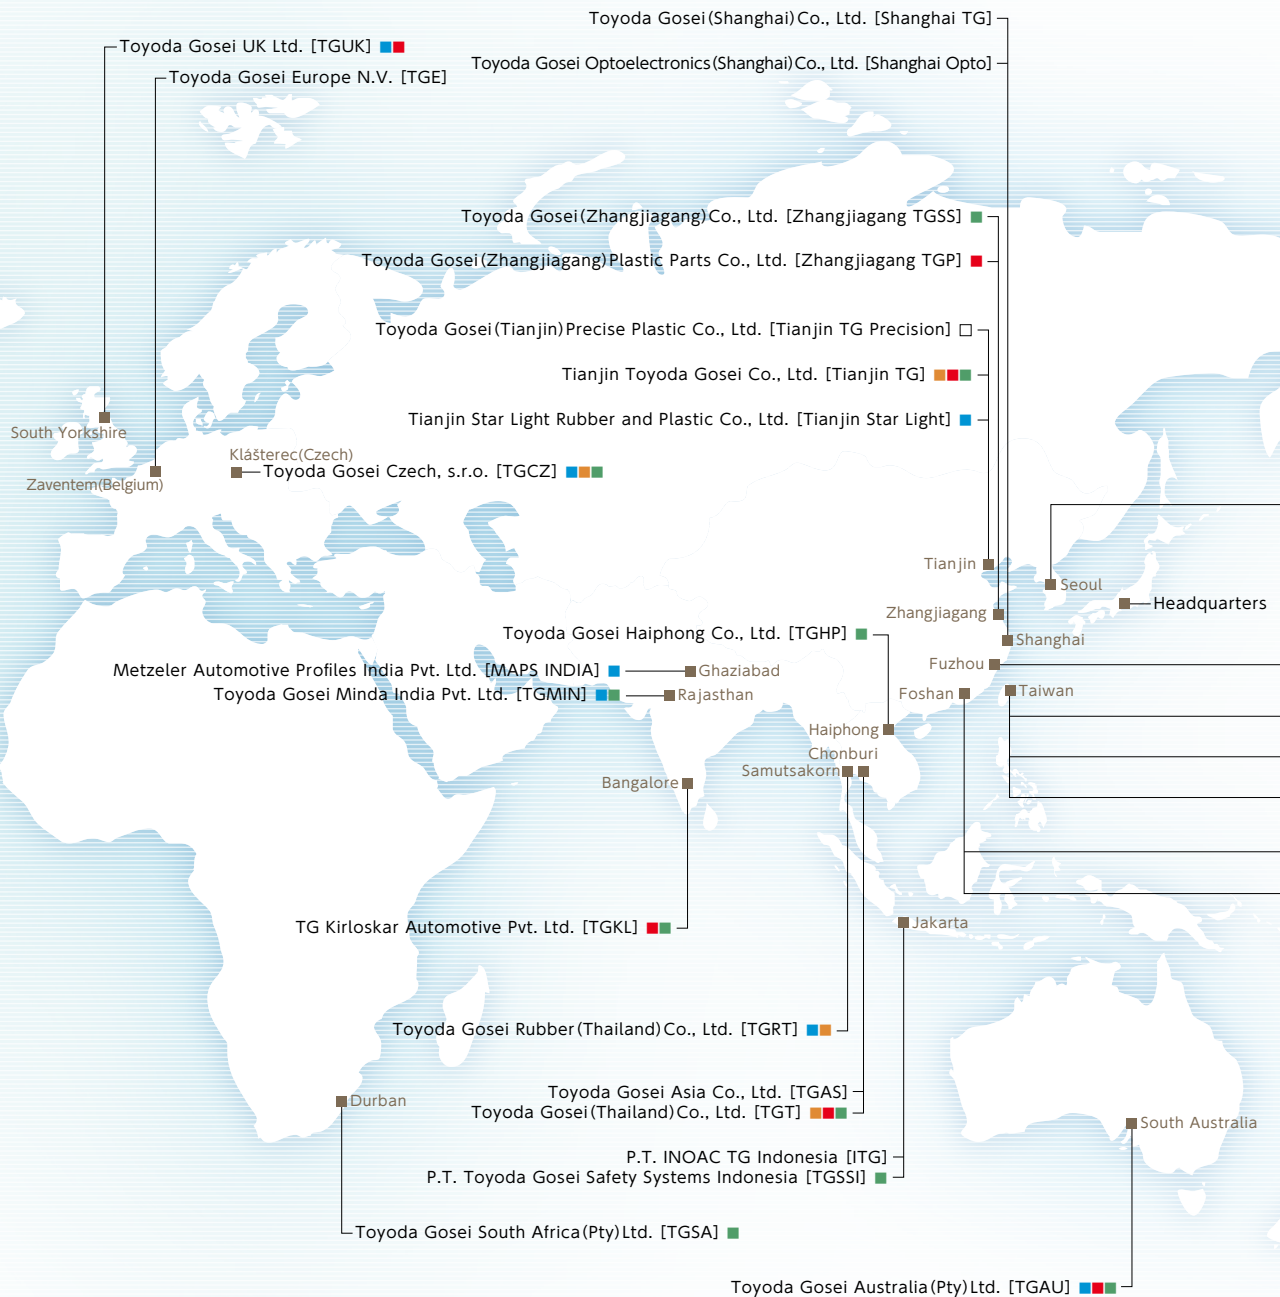 Toyoda Gosei (Shanghai) Co., Ltd. [Shanghai TG]
Toyoda Gosei UK Ltd. [TGUK]
Toyoda Gosei Optoelectronics (Shanghai) Co., Ltd. [Shanghai Opto]
Toyoda Gosei Europe N.V. [TGE]
Toyoda Gosei (Zhangjiagang) Co., Ltd. [Zhangjiagang TGSS]
Toyoda Gosei (Zhangjiagang) Plastic Parts Co., Ltd. [Zhangjiagang TGP]
Toyoda Gosei (Tianjin) Precise Plastic Co., Ltd. [Tianjin TG Precision]
Tianjin Toyoda Gosei Co., Ltd. [Tianjin TG]
Tianjin Star Light Rubber and Plastic Co., Ltd. [Tianjin Star Light]
South Yorkshire
Klášterec(Czech)
Toyoda Gosei Czech, s.r.o. [TGCZ]
Zaventem(Belgium)
Tianjin
Seoul
Headquarters
Zhangjiagang
Toyoda Gosei Haiphong Co., Ltd. [TGHP]
Shanghai
Fuzhou
Metzeler Automotive Profiles India Pvt. Ltd. [MAPS INDIA]
Ghaziabad
Toyoda Gosei Minda India Pvt. Ltd. [TGMIN]
Rajasthan
Foshan
Taiwan
Haiphong
Chonburi
Samutsakorn
Bangalore
TG Kirloskar Automotive Pvt. Ltd. [TGKL]
Jakarta
Toyoda Gosei Rubber (Thailand) Co., Ltd. [TGRT]
Toyoda Gosei Asia Co., Ltd. [TGAS]
Durban
Toyoda Gosei (Thailand) Co., Ltd. [TGT]
South Australia
P.T. INOAC TG Indonesia [ITG]
P.T. Toyoda Gosei Safety Systems Indonesia [TGSSI]
Toyoda Gosei South Africa (Pty) Ltd. [TGSA]
Toyoda Gosei Australia (Pty) Ltd. [TGAU]